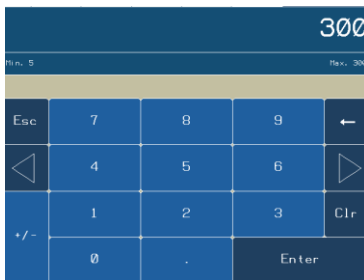 300
Min. 5 Max. 300
Esc 7 8 9 ←
4 5 6
1 2 3 Clr
+/-
0 . Enter